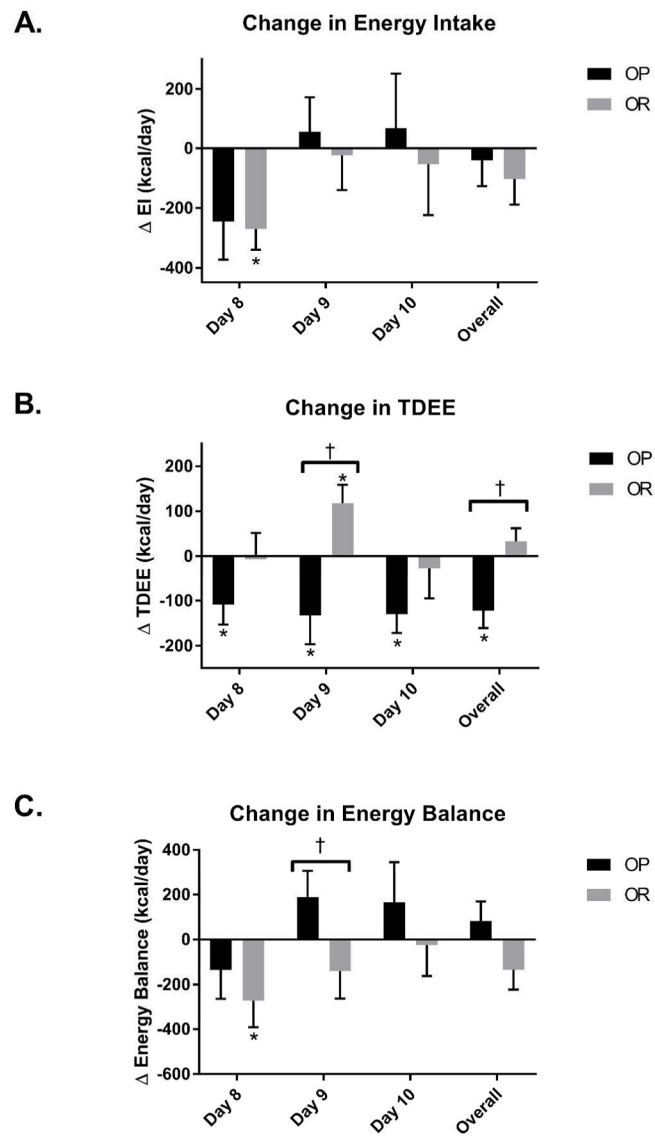 A.
Change in Energy Intake
OP
OR
Δ EI (kcal/day)
200
0
-200
-400
*
Day 8
Day 9
Day 10
Overall
B.
Change in TDEE
OP
OR
Δ TDEE (kcal/day)
200
100
0
-100
-200
†
*
†
*
*
*
*
Day 8
Day 9
Day 10
Overall
C.
Change in Energy Balance
OP
OR
Δ Energy Balance (kcal/day)
400
200
0
-200
-400
-600
†
*
Day 8
Day 9
Day 10
Overall